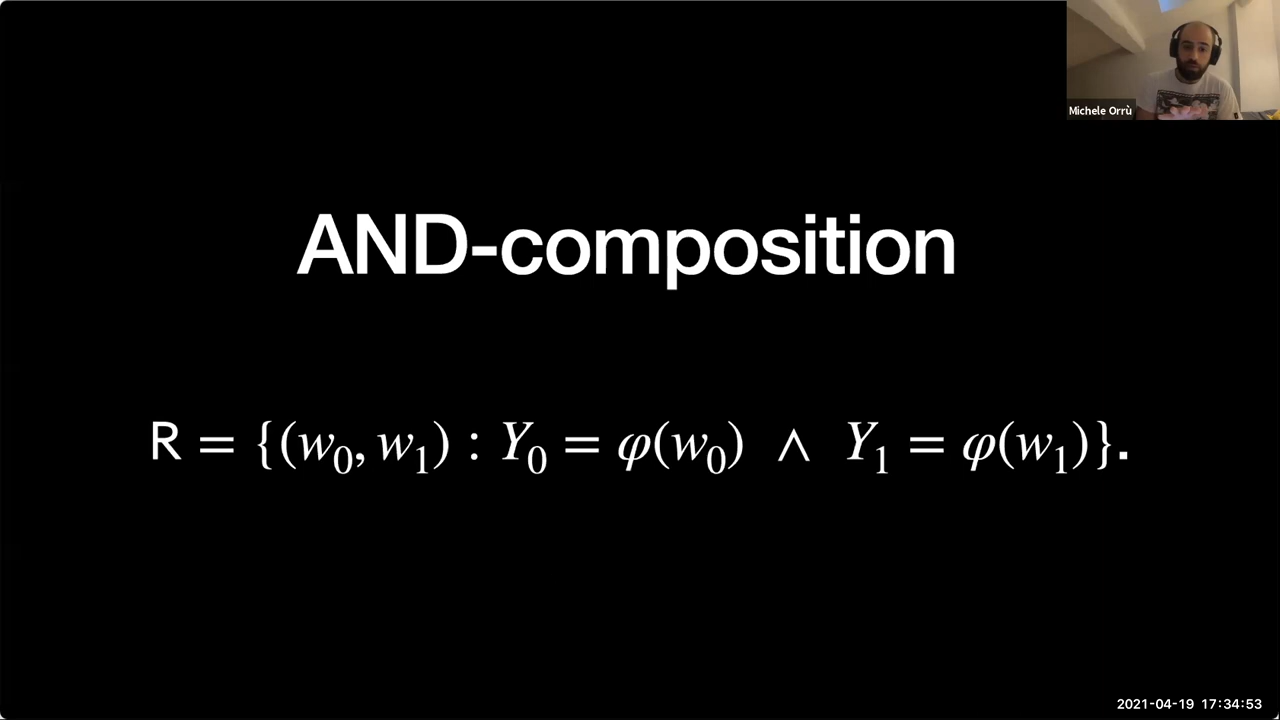 Michele Orrù
AND-composition
R = {(w₀, w₁) : Y₀ = φ(w₀) ∧ Y₁ = φ(w₁)}.
2021-04-19 17:34:53